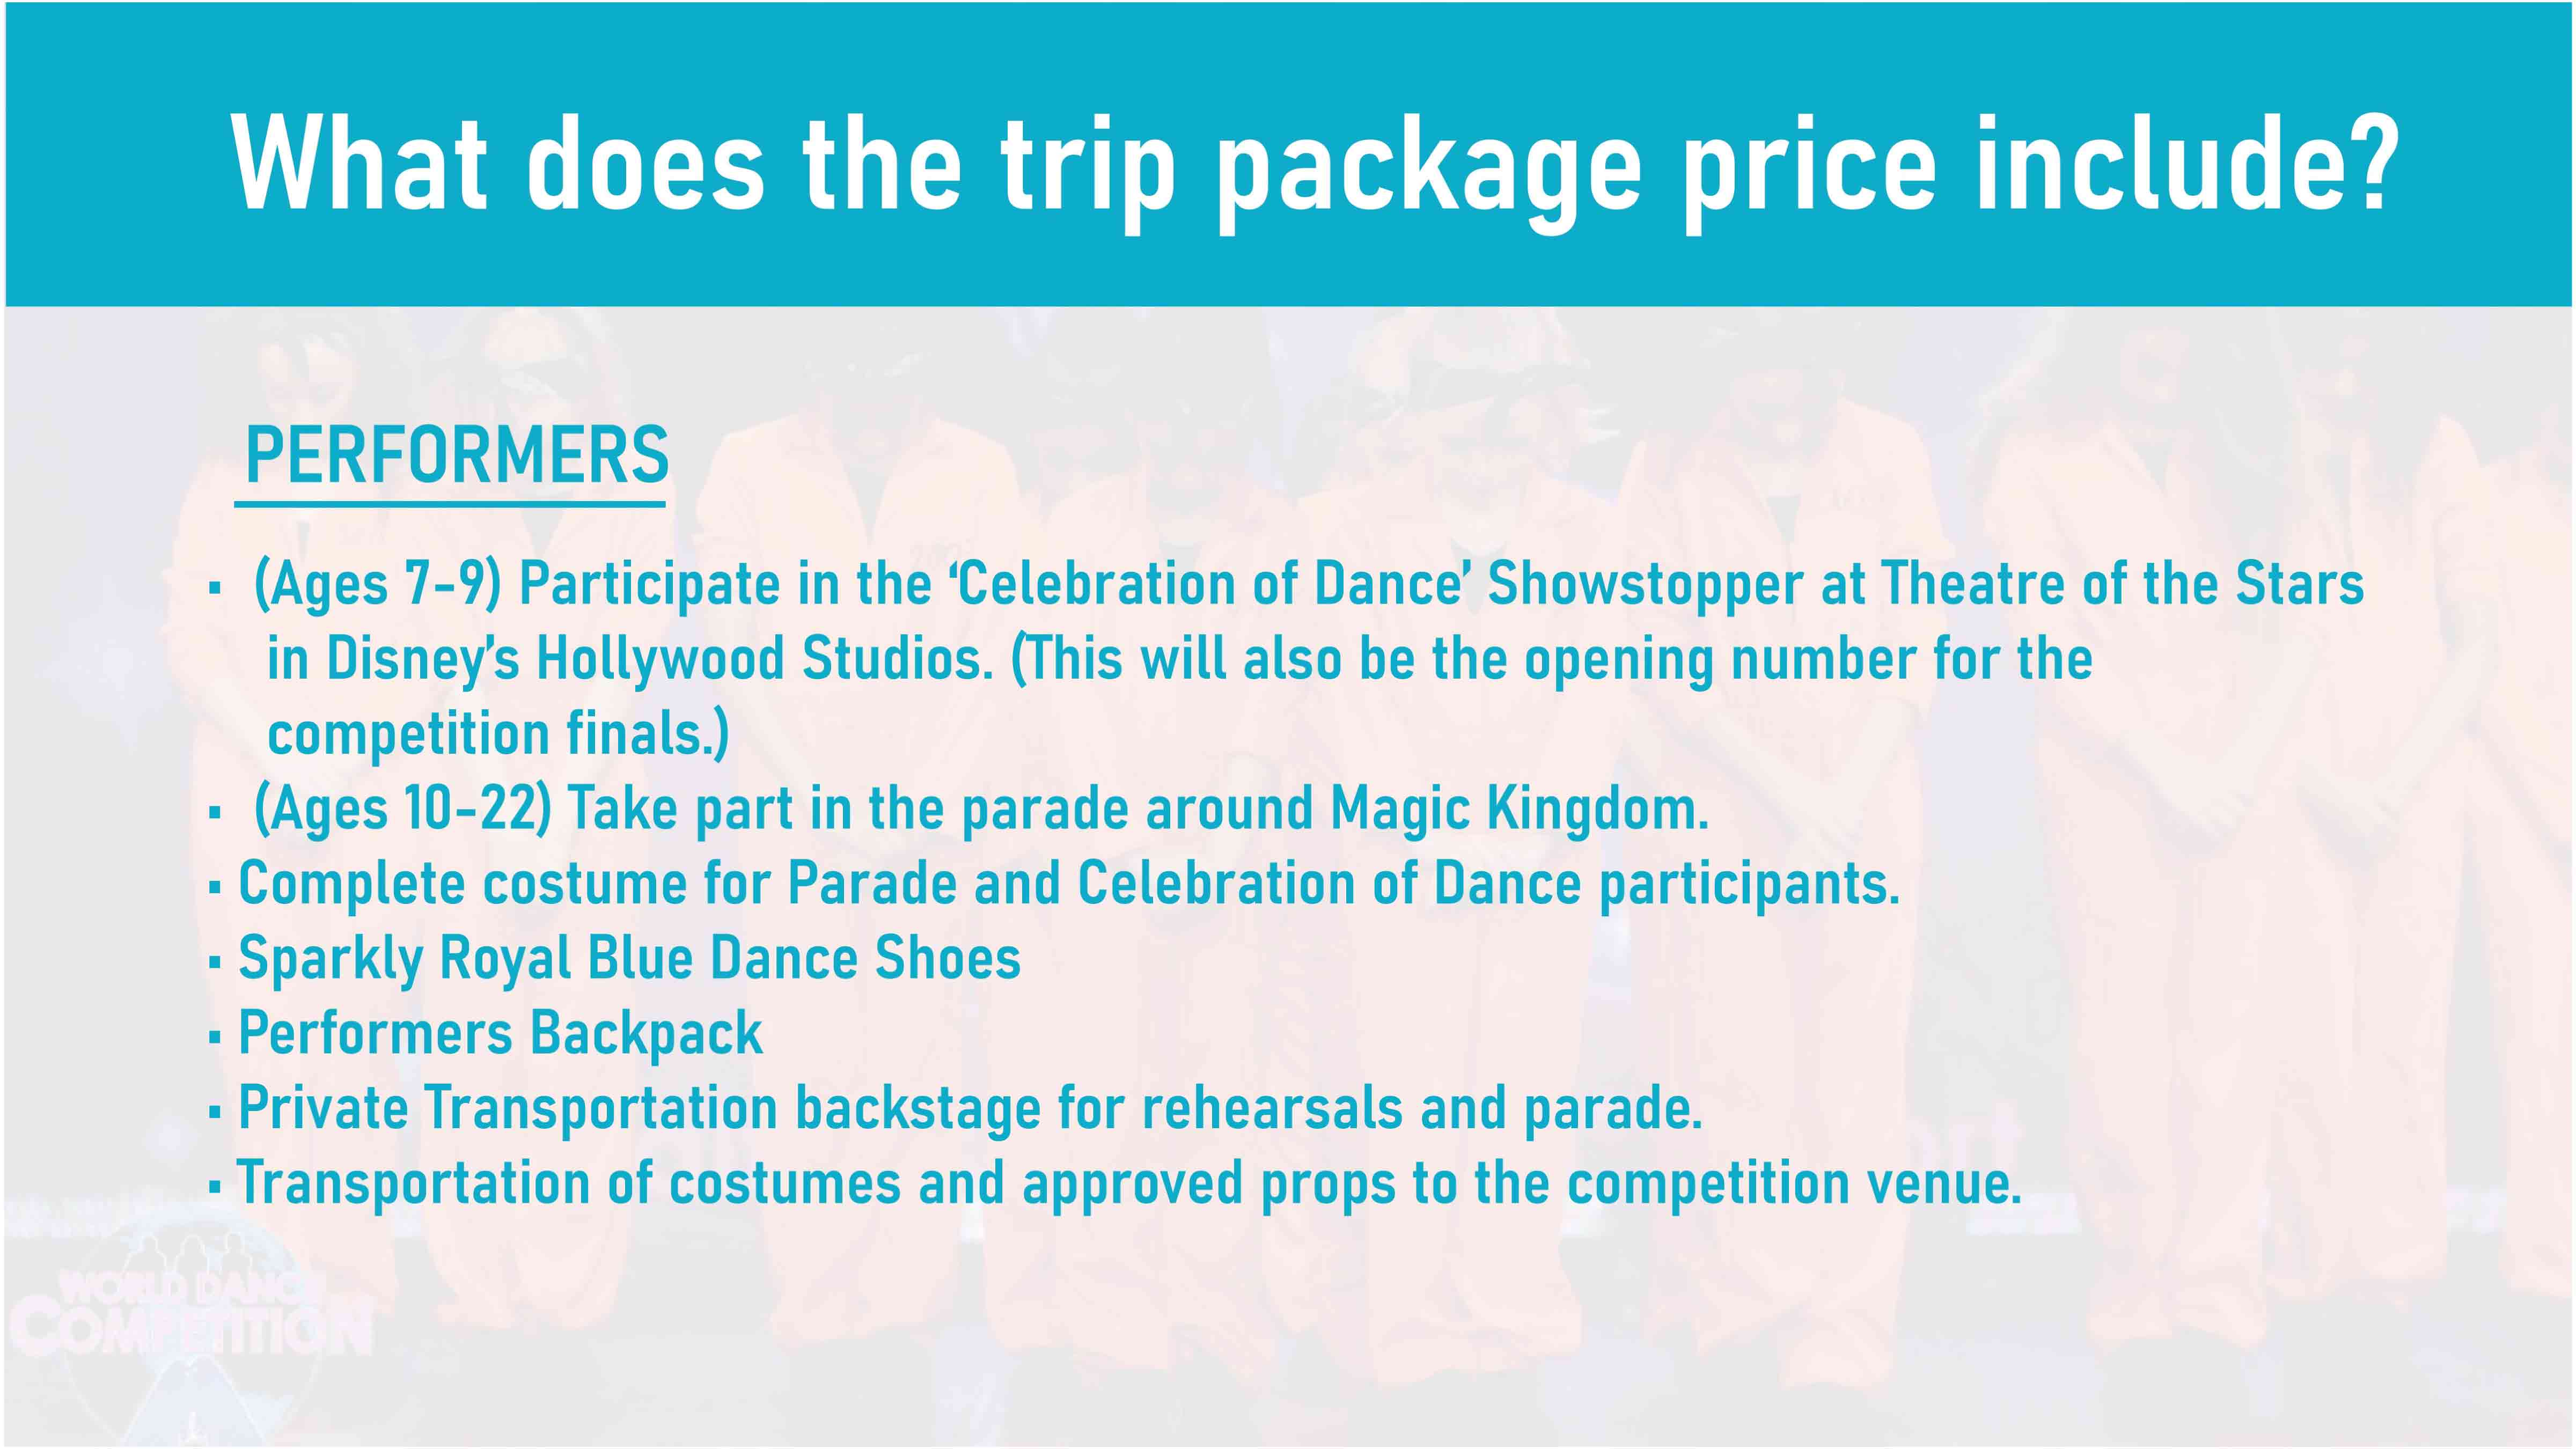 What does the trip package price include?
PERFORMERS
▪ (Ages 7-9) Participate in the ‘Celebration of Dance’ Showstopper at Theatre of the Stars
in Disney’s Hollywood Studios. (This will also be the opening number for the
competition finals.)
▪ (Ages 10-22) Take part in the parade around Magic Kingdom.
▪ Complete costume for Parade and Celebration of Dance participants.
▪ Sparkly Royal Blue Dance Shoes
▪ Performers Backpack
▪ Private Transportation backstage for rehearsals and parade.
▪ Transportation of costumes and approved props to the competition venue.
WORLD DANCE
COMPETITION